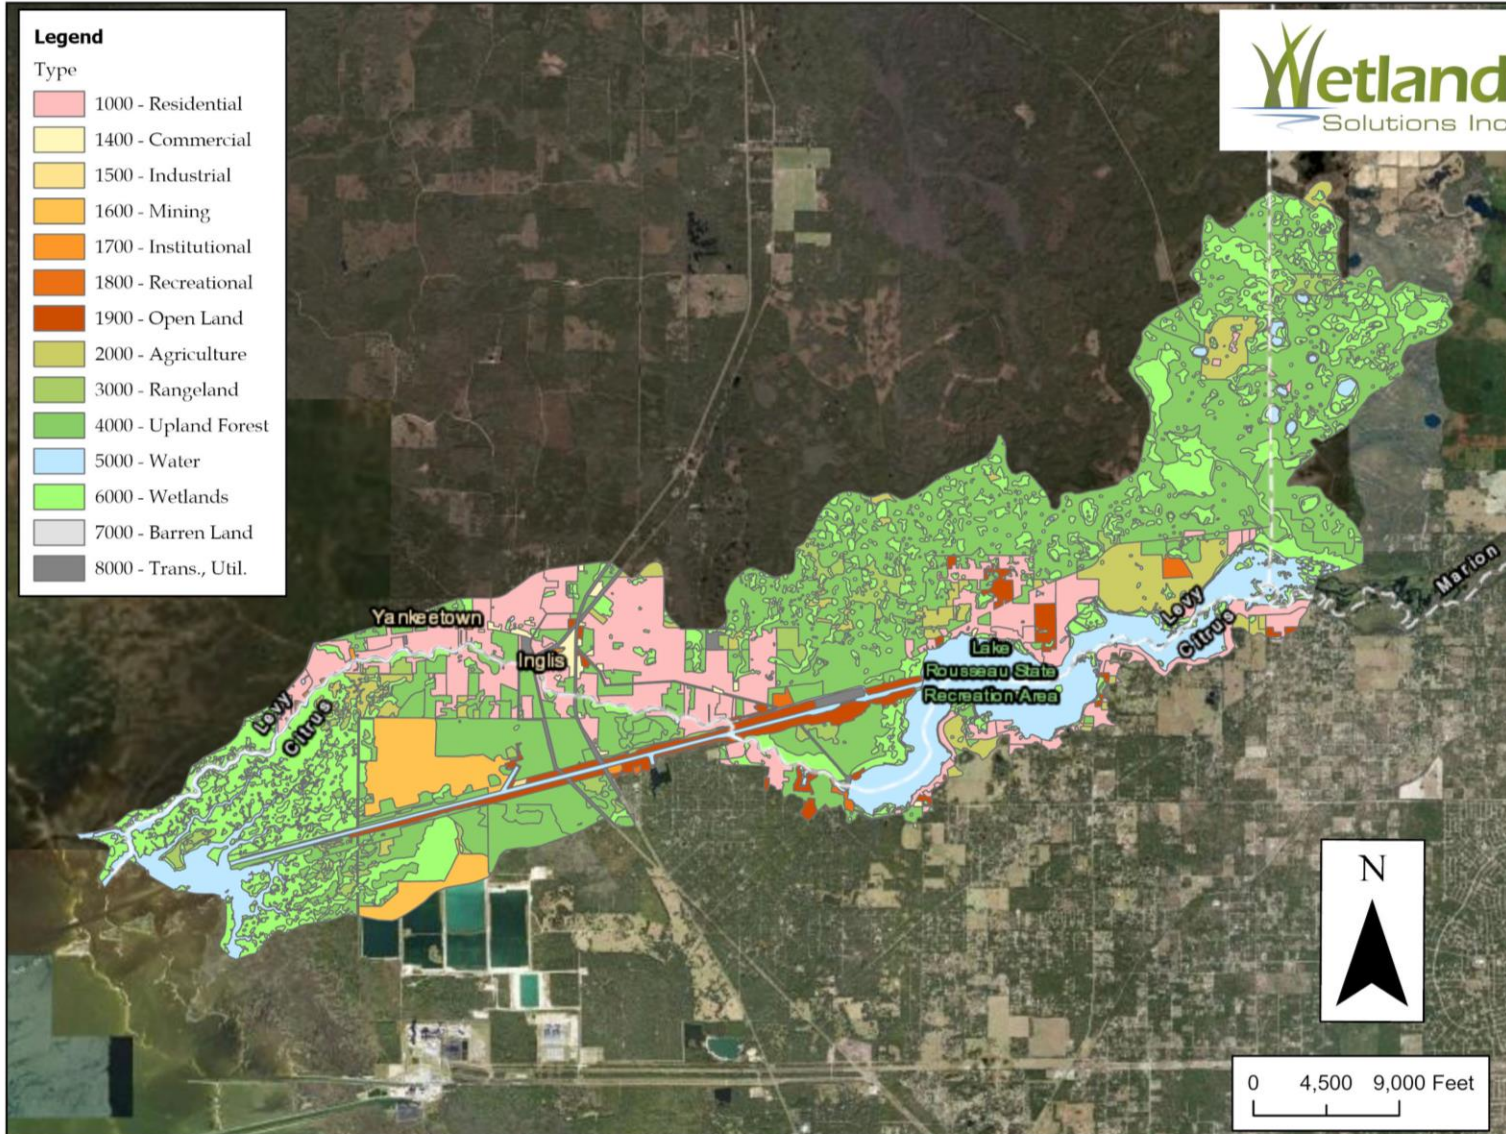 Legend
Type
1000 - Residential
1400 - Commercial
1500 - Industrial
1600 - Mining
1700 - Institutional
1800 - Recreational
1900 - Open Land
2000 - Agriculture
3000 - Rangeland
4000 - Upland Forest
5000 - Water
6000 - Wetlands
7000 - Barren Land
8000 - Trans., Util.
Wetland
Solutions Inc
Marion
Levy
Citrus
Yankeetown
Inglis
Lake
Rousseau State
Recreation Area
Levy
Citrus
N
0 4,500 9,000 Feet